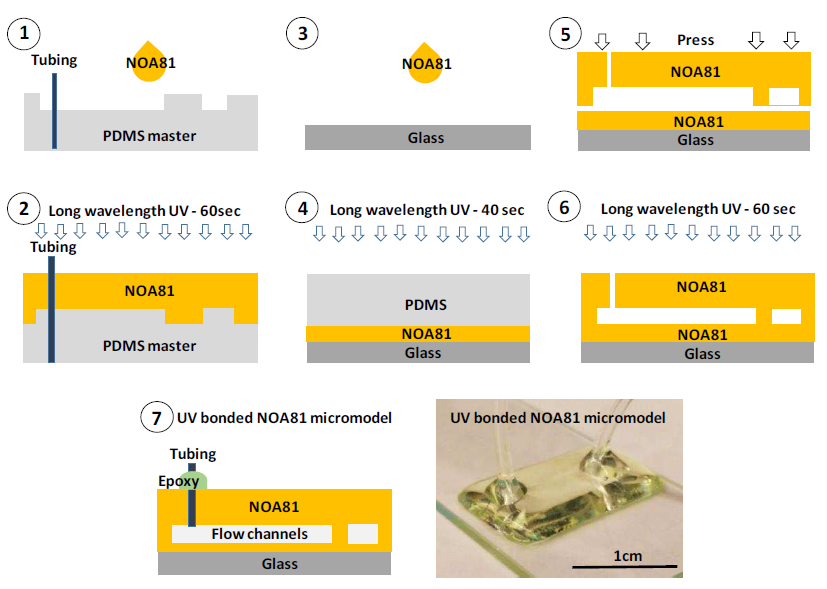 1
Tubing
NOA81
PDMS master
2
Long wavelength UV - 60sec
Tubing
NOA81
PDMS master
3
NOA81
Glass
4
Long wavelength UV - 40 sec
PDMS
NOA81
Glass
5
Press
NOA81
NOA81
Glass
6
Long wavelength UV - 60 sec
NOA81
NOA81
Glass
7 UV bonded NOA81 micromodel
Tubing
Epoxy
NOA81
Flow channels
Glass
UV bonded NOA81 micromodel
1cm